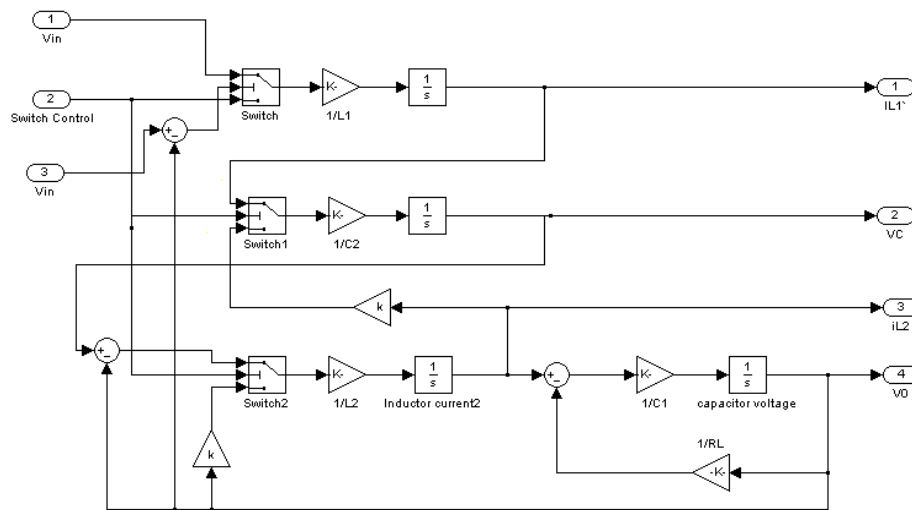 1
Vin
2
Switch Control
3
Vin
+
-
Switch
K-
1/L1
1
s
1
iL1`
Switch1
K-
1/C2
1
s
2
VC
k
3
iL2
+
-
Switch2
K-
1/L2
1
s
Inductor current2
+
-
K-
1/C1
1
s
capacitor voltage
4
V0
k
1/RL
-K-